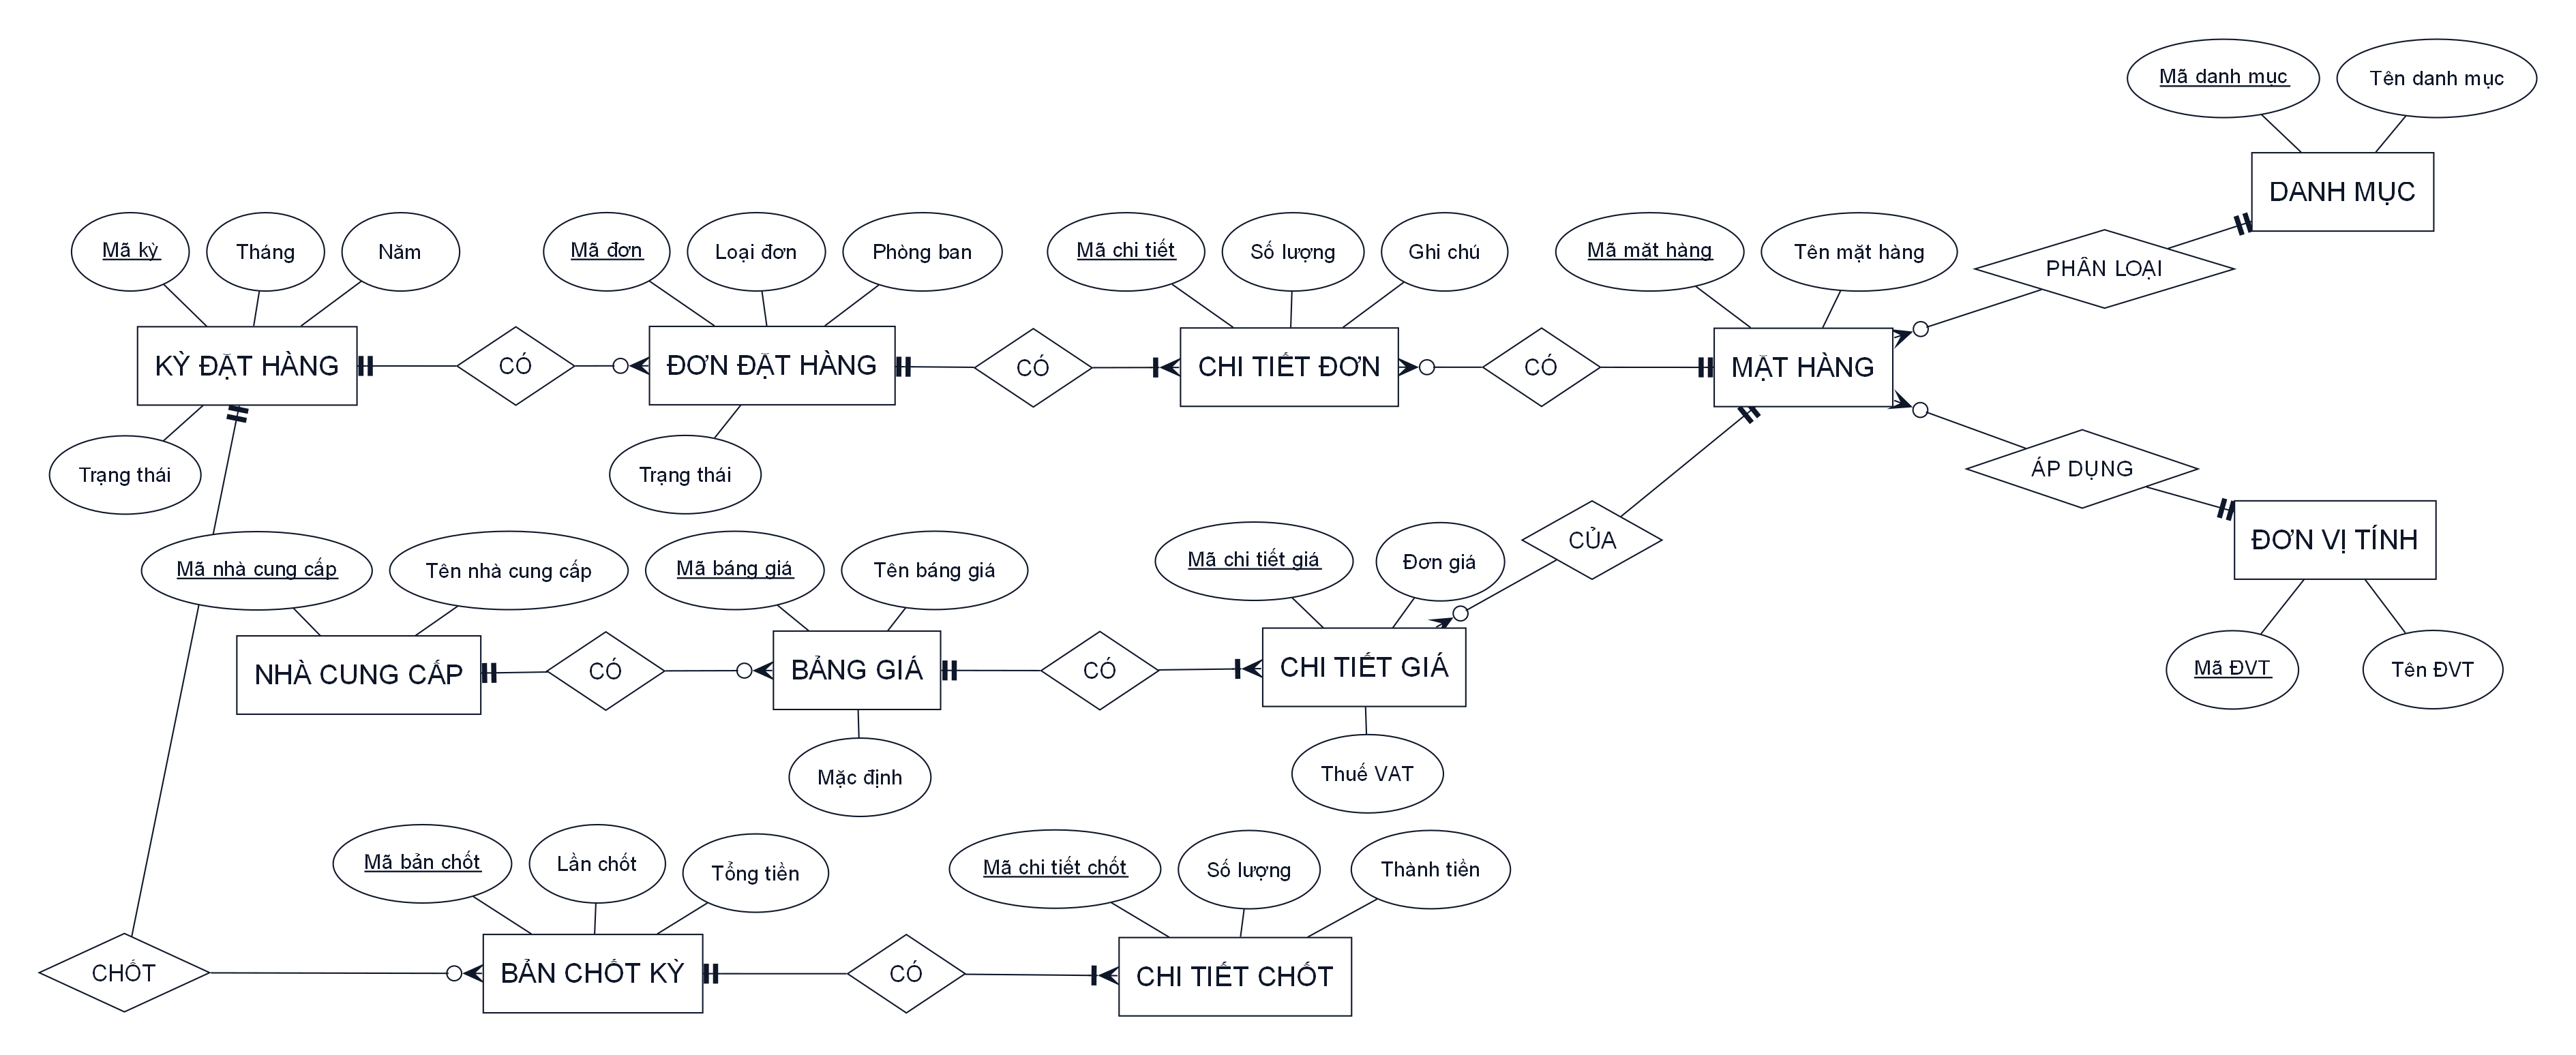 Mã danh mục
Tên danh mục
DANH MỤC
Mã kỳ
Tháng
Năm
Mã đơn
Loại đơn
Phòng ban
Mã chi tiết
Số lượng
Ghi chú
Mã măt hàng
Tên mặt hàng
PHÂN LOẠI
KỲ ĐẶT HÀNG
CÓ
ĐƠN ĐẶT HÀNG
CÓ
CHI TIẾT ĐƠN
CÓ
MẶT HÀNG
Trạng thái
Trạng thái
ÁP DỤNG
CỦA
ĐƠN VỊ TÍNH
Mã nhà cung cấp
Tên nhà cung cấp
Mã báng giá
Tên báng giá
Mã chi tiết giá
Đơn giá
NHÀ CUNG CẤP
CÓ
BẢNG GIÁ
CÓ
CHI TIẾT GIÁ
Mã ĐVT
Tên ĐVT
Mặc định
Thuế VAT
Mã bản chốt
Lần chốt
Tổng tiền
Mã chi tiết chốt
Số lượng
Thành tiền
CHỐT
BẢN CHỐT KỲ
CÓ
CHI TIẾT CHỐT